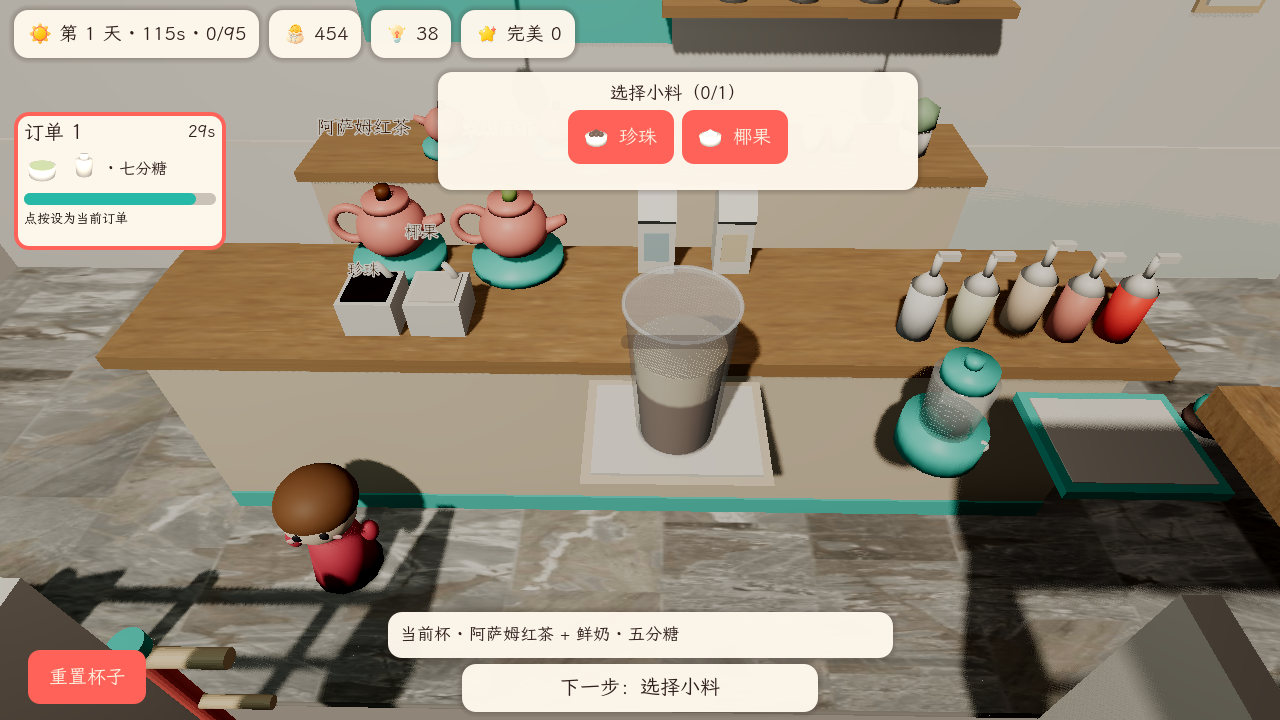 第 1 天・115s・0/95
454
38
完美 0
选择小料（0/1）
珍珠
椰果
阿萨姆红茶
订单 1
29s
・七分糖
点按设为当前订单
椰果
珍珠
当前杯・阿萨姆红茶 + 鲜奶・五分糖
重置杯子
下一步：选择小料